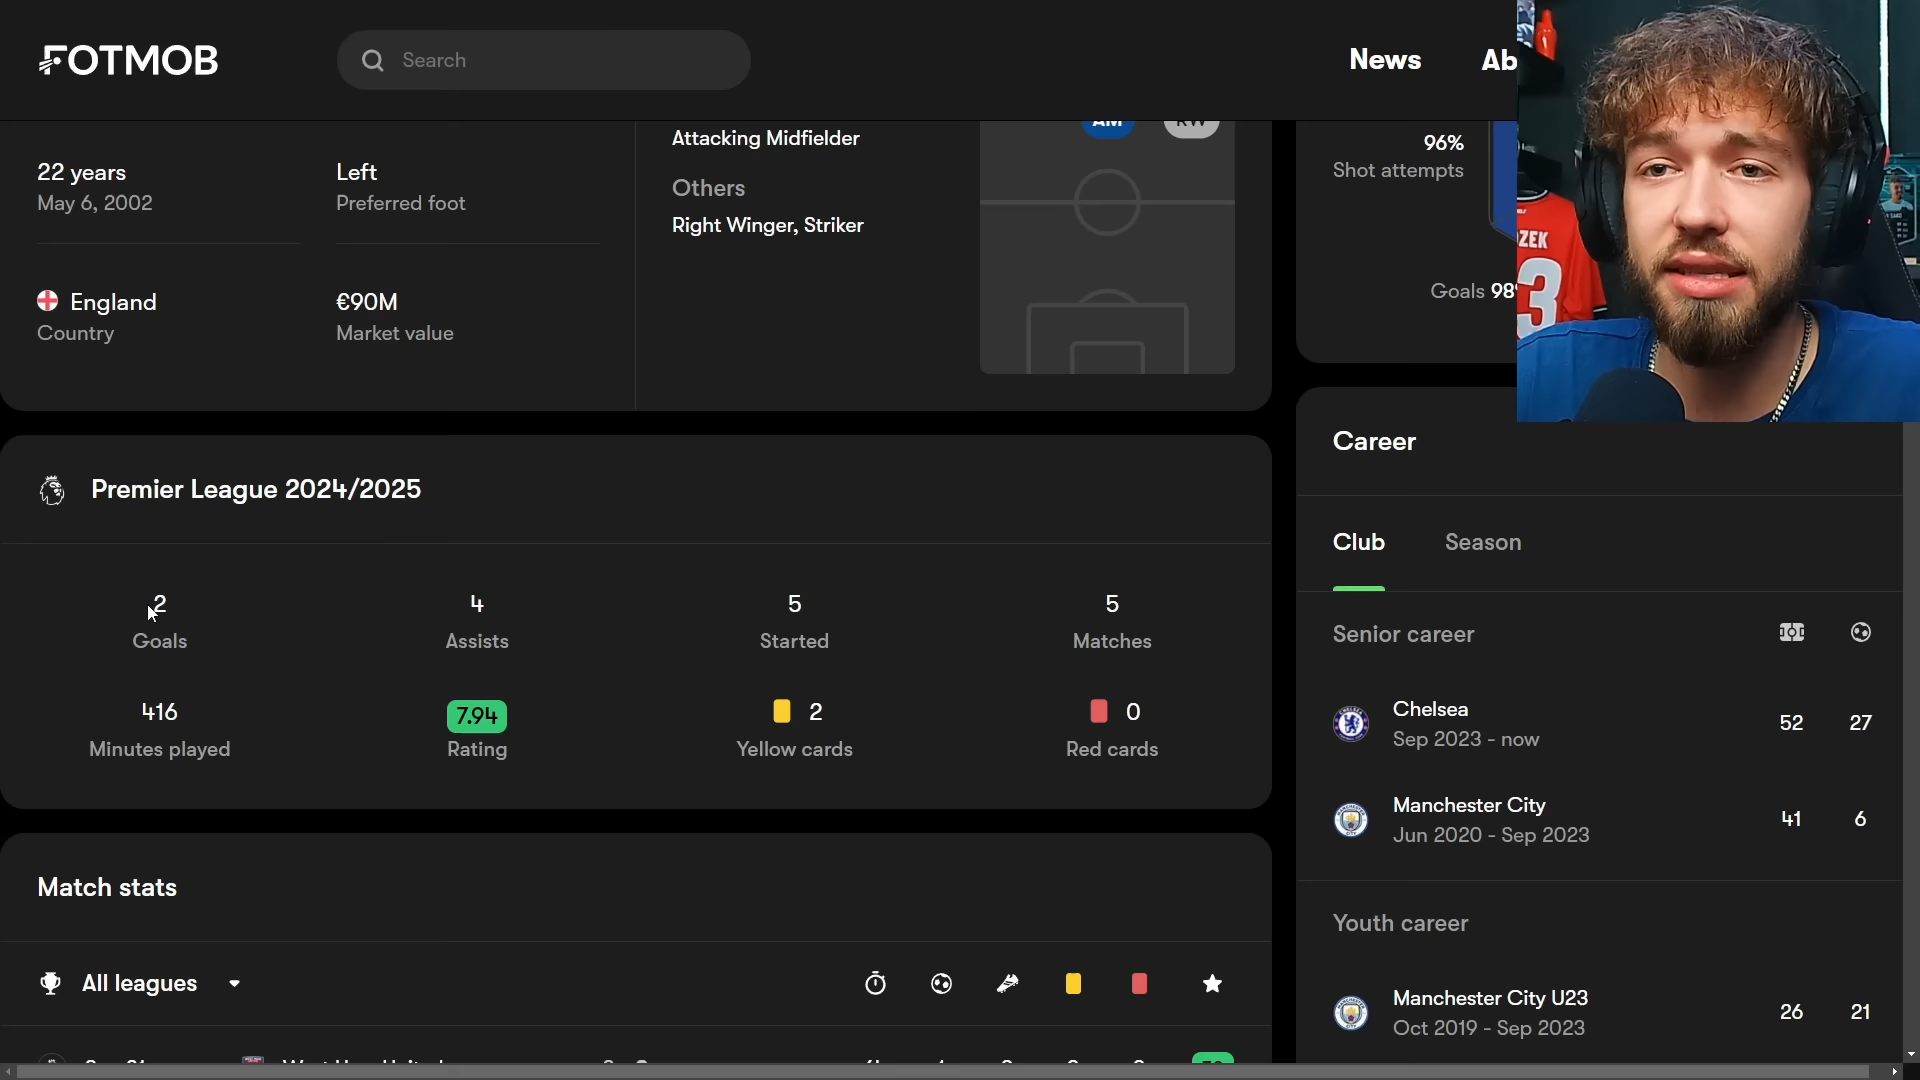 FOTMOB
Search
News
Ab
22 years
May 6, 2002
Left
Preferred foot
England
Country
€90M
Market value
Attacking Midfielder
Others
Right Winger, Striker
AM
RW
96%
Shot attempts
Goals 98
ZEK
3
Premier League 2024/2025
2
Goals
4
Assists
5
Started
5
Matches
416
Minutes played
7.94
Rating
2
Yellow cards
0
Red cards
Match stats
All leagues
Career
Club Season
Senior career
Chelsea
Sep 2023 - now
52 27
Manchester City
Jun 2020 - Sep 2023
41 6
Youth career
Manchester City U23
Oct 2019 - Sep 2023
26 21